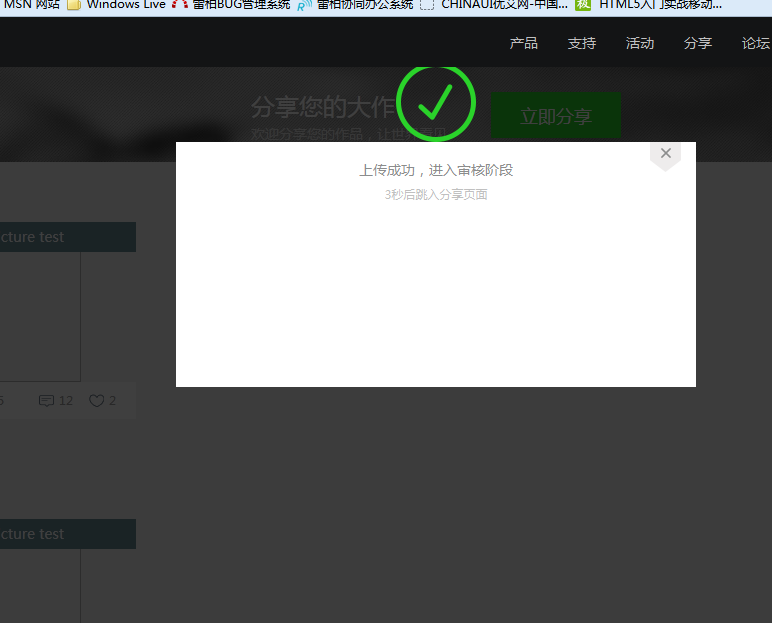 MSN 网站 Windows Live 雷柏BUG管理系统 雷柏协同办公系统 CHINAUI优艾网-中国... HTML5入门实战移动...
产品 支持 活动 分享 论坛
分享您的大作
立即分享
欢迎分享您的作品，让世界看见
上传成功，进入审核阶段
3秒后跳入分享页面
cture test
12 2
cture test